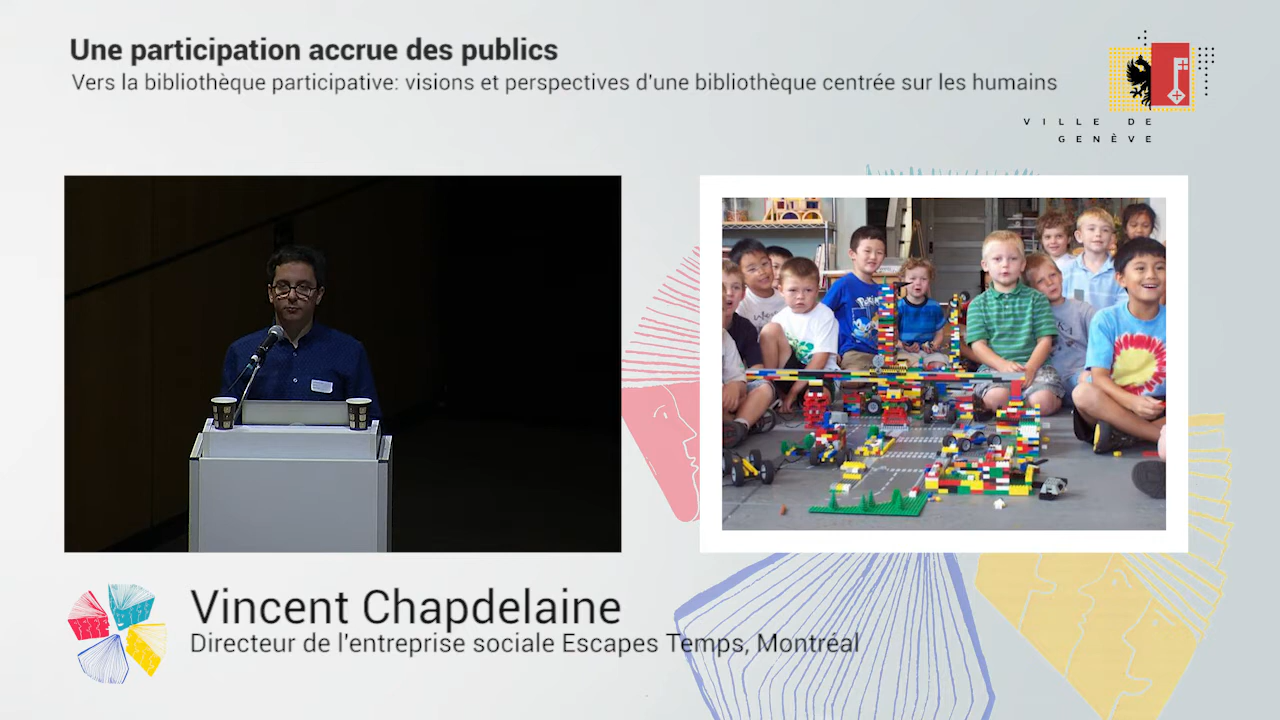 Une participation accrue des publics
Vers la bibliothèque participative: visions et perspectives d'une bibliothèque centrée sur les humains
VILLE DE
GENÈVE
Vincent Chapdelaine
Directeur de l'entreprise sociale Escapes Temps, Montréal